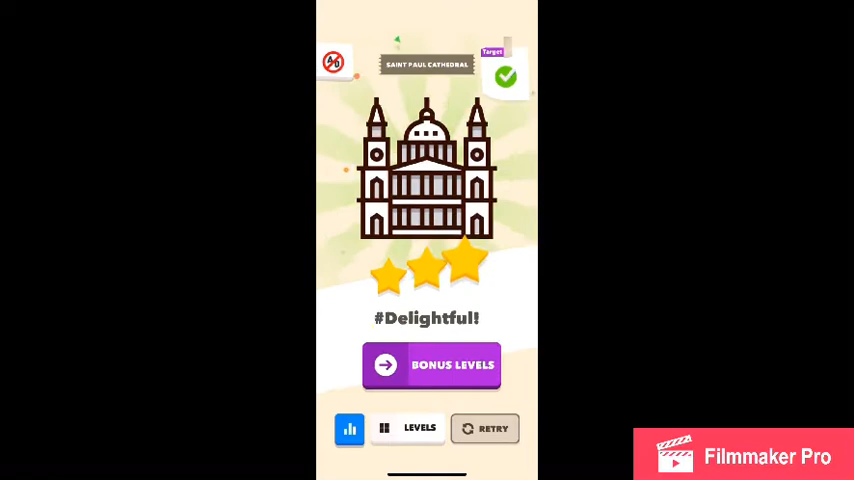 Target
SAINT PAUL CATHEDRAL
#Delightful!
BONUS LEVELS
LEVELS
RETRY
Filmmaker Pro